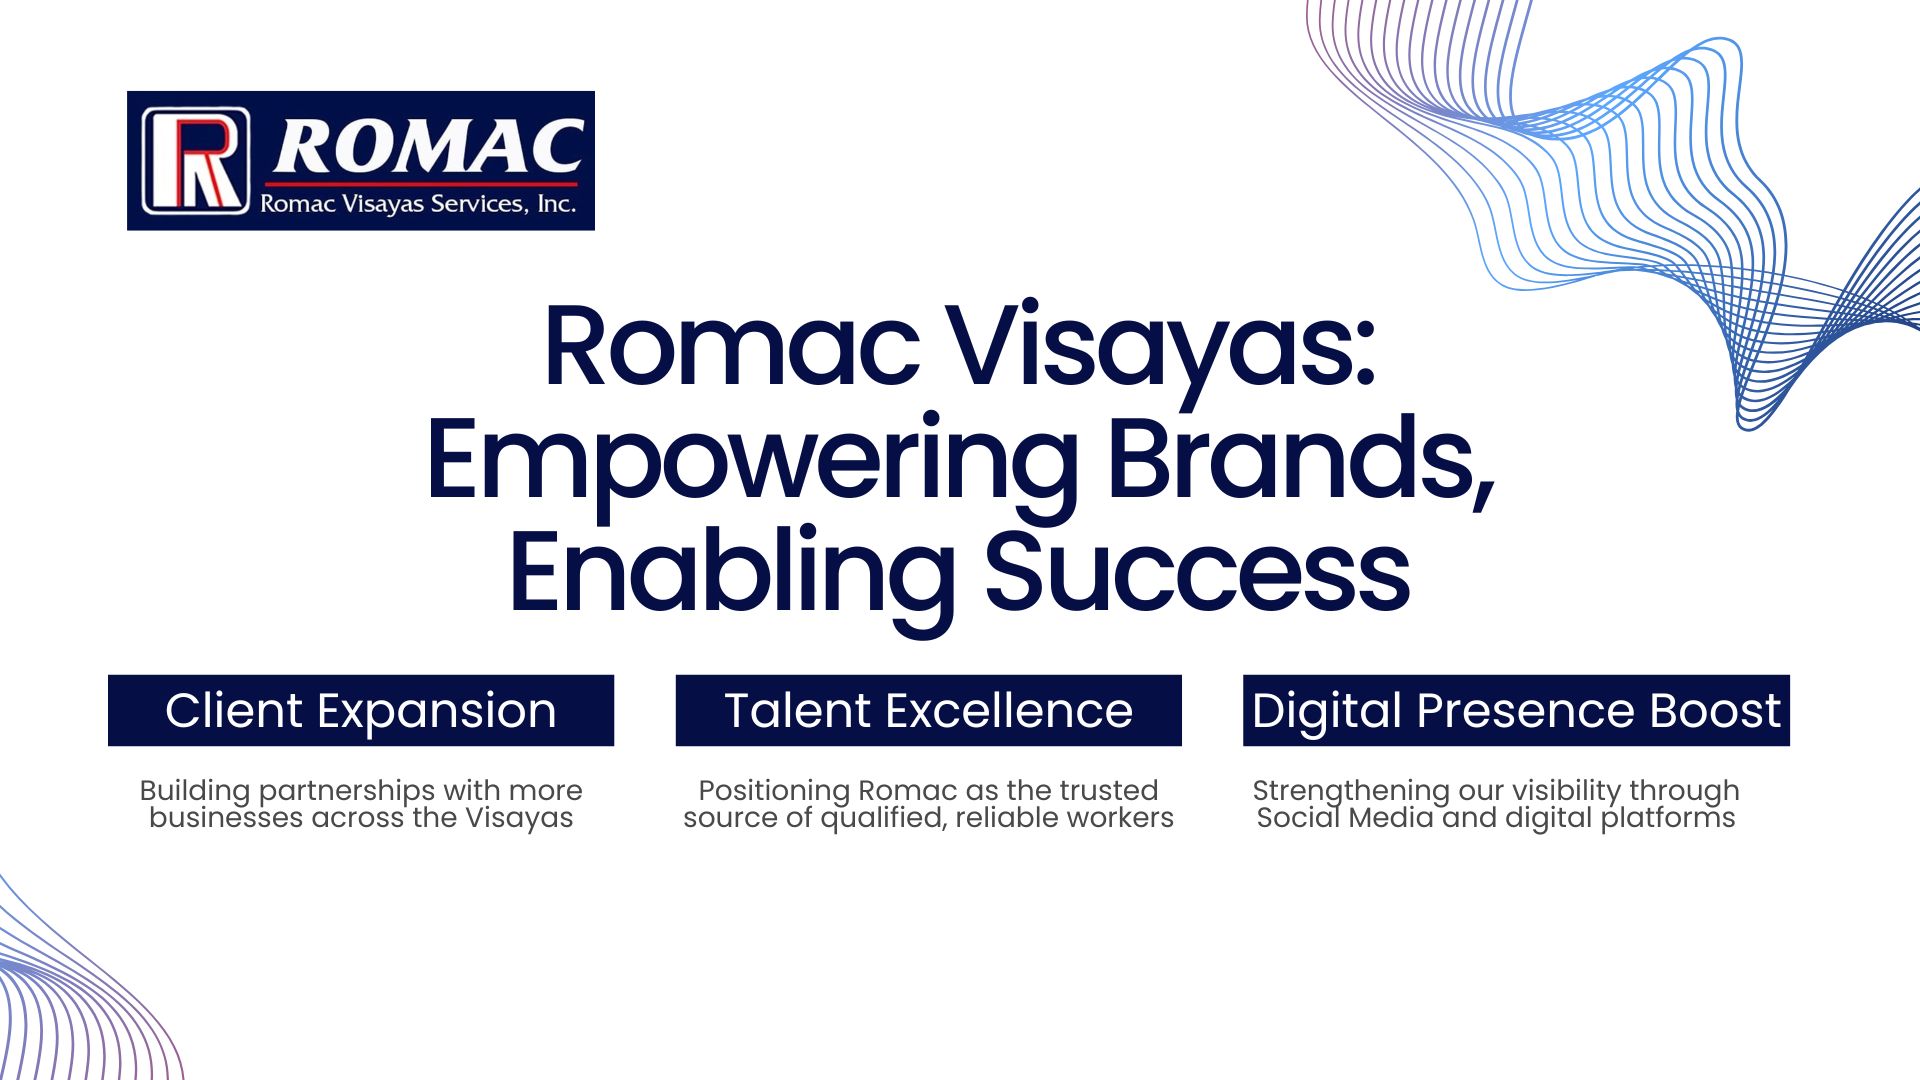 ROMAC
Romac Visayas Services, Inc.
Romac Visayas:
Empowering Brands,
Enabling Success
Client Expansion
Building partnerships with more
businesses across the Visayas
Talent Excellence
Positioning Romac as the trusted
source of qualified, reliable workers
Digital Presence Boost
Strengthening our visibility through
Social Media and digital platforms